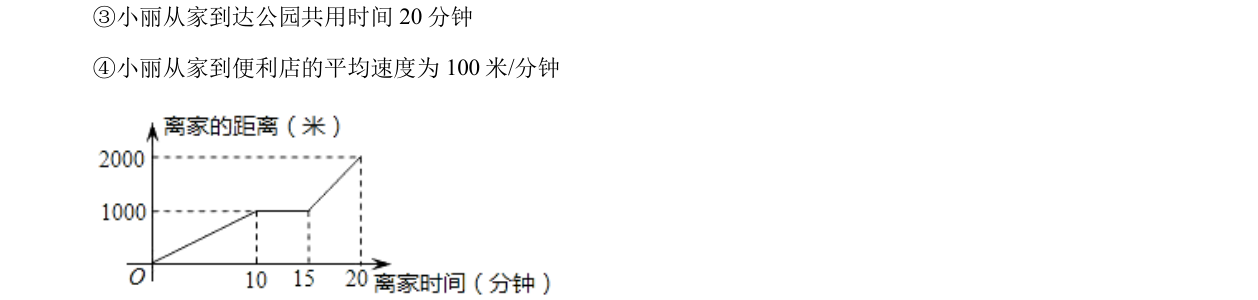 ③小丽从家到达公园共用时间 20 分钟
④小丽从家到便利店的平均速度为 100 米/分钟
离家的距离（米）
2000
1000
O
10
15
20
离家时间（分钟）